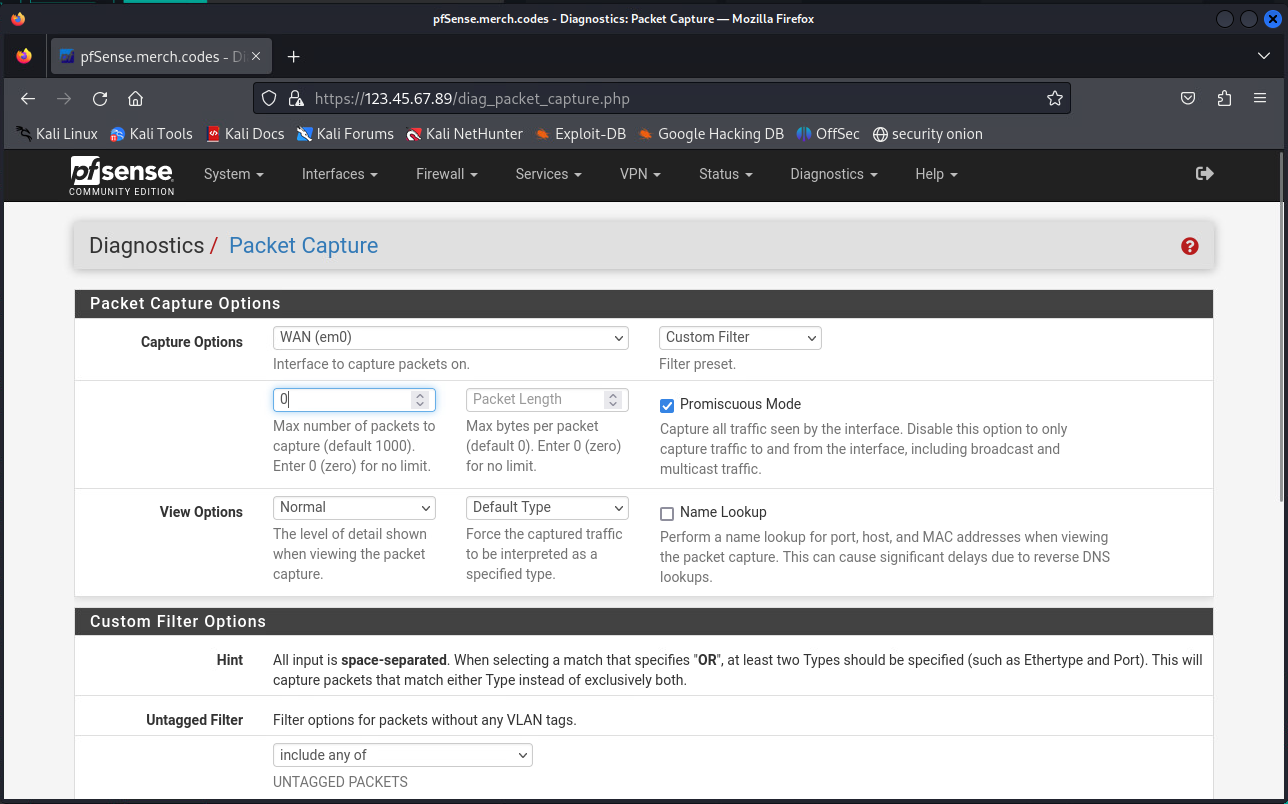 pfSense.merch.codes - Diagnostics: Packet Capture — Mozilla Firefox
pfSense.merch.codes - Di
https://123.45.67.89/diag_packet_capture.php
Kali Linux Kali Tools Kali Docs Kali Forums Kali NetHunter Exploit-DB Google Hacking DB OffSec security onion
pfsense
COMMUNITY EDITION
System Interfaces Firewall Services VPN Status Diagnostics Help
Diagnostics / Packet Capture
Packet Capture Options
Capture Options
WAN (em0)
Interface to capture packets on.
Custom Filter
Filter preset.
0
Max number of packets to
capture (default 1000).
Enter 0 (zero) for no limit.
Packet Length
Max bytes per packet
(default 0). Enter 0 (zero)
for no limit.
Promiscuous Mode
Capture all traffic seen by the interface. Disable this option to only
capture traffic to and from the interface, including broadcast and
multicast traffic.
View Options
Normal
The level of detail shown
when viewing the packet
capture.
Default Type
Force the captured traffic
to be interpreted as a
specified type.
Name Lookup
Perform a name lookup for port, host, and MAC addresses when viewing
the packet capture. This can cause significant delays due to reverse DNS
lookups.
Custom Filter Options
Hint
All input is space-separated. When selecting a match that specifies "OR", at least two Types should be specified (such as Ethertype and Port). This will
capture packets that match either Type instead of exclusively both.
Untagged Filter
Filter options for packets without any VLAN tags.
include any of
UNTAGGED PACKETS